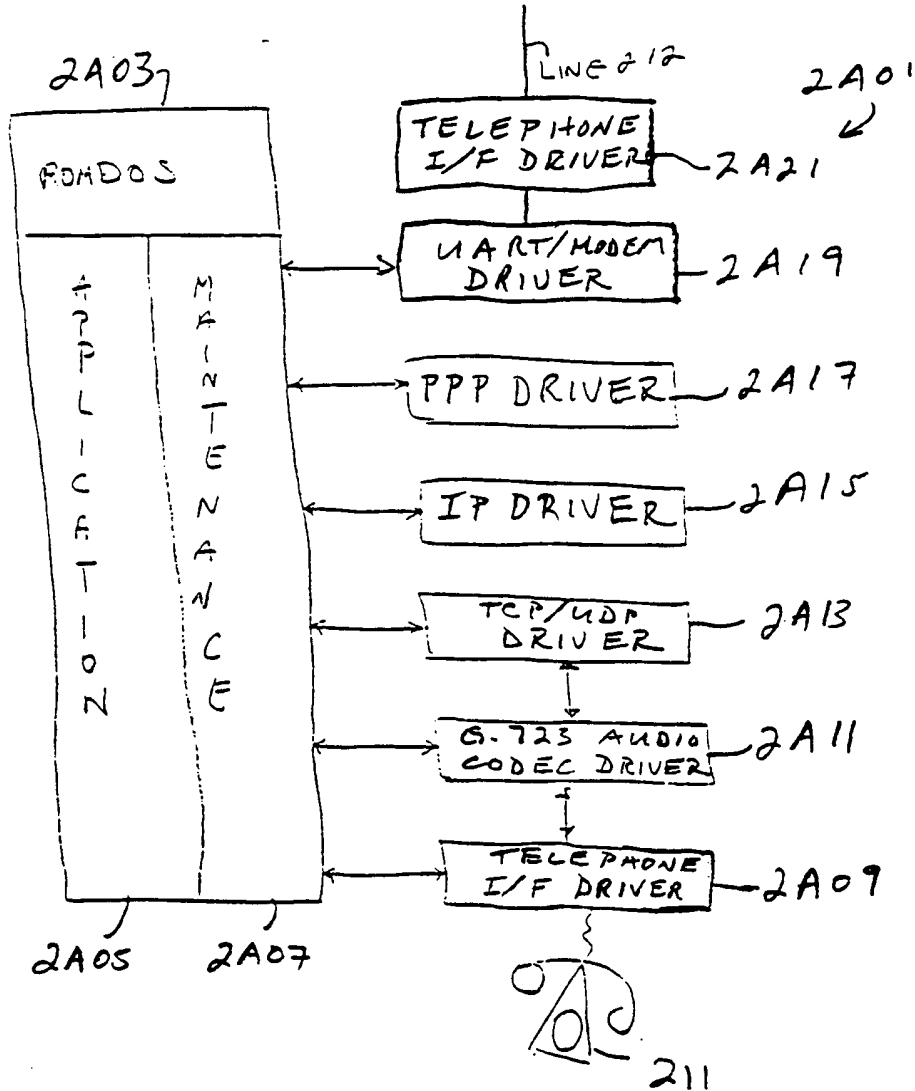 2A03
LINE 212
2A01
TELEPHONE
I/F DRIVER
2A21
ROMDOS
UART/MODEM
DRIVER
2A19
APPLICATION
MAINTENANCE
PPP DRIVER
2A17
IP DRIVER
2A15
TCP/UDP
DRIVER
2A13
G.723 AUDIO
CODEC DRIVER
2A11
TELEPHONE
I/F DRIVER
2A09
2A05
2A07
211